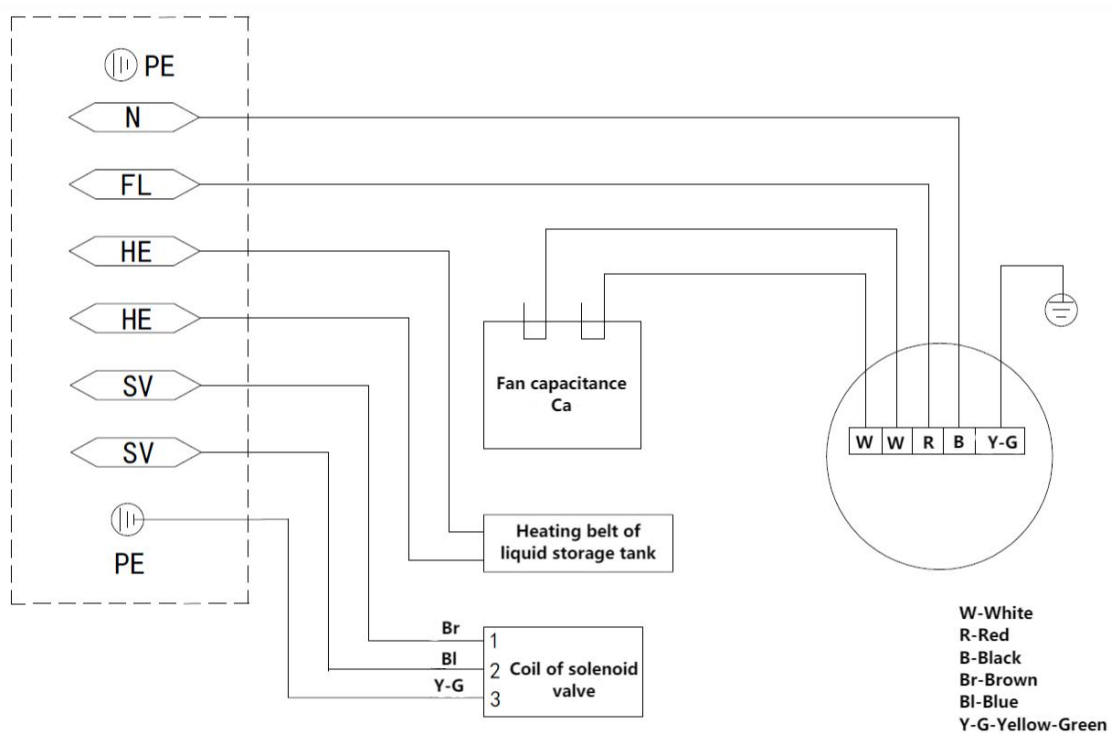 PE
N
FL
HE
HE
SV
SV
PE
Fan capacitance
Ca
W W R B Y-G
Heating belt of
liquid storage tank
Br
Bl
Y-G
1
2
3
Coil of solenoid
valve
W-White
R-Red
B-Black
Br-Brown
Bl-Blue
Y-G-Yellow-Green